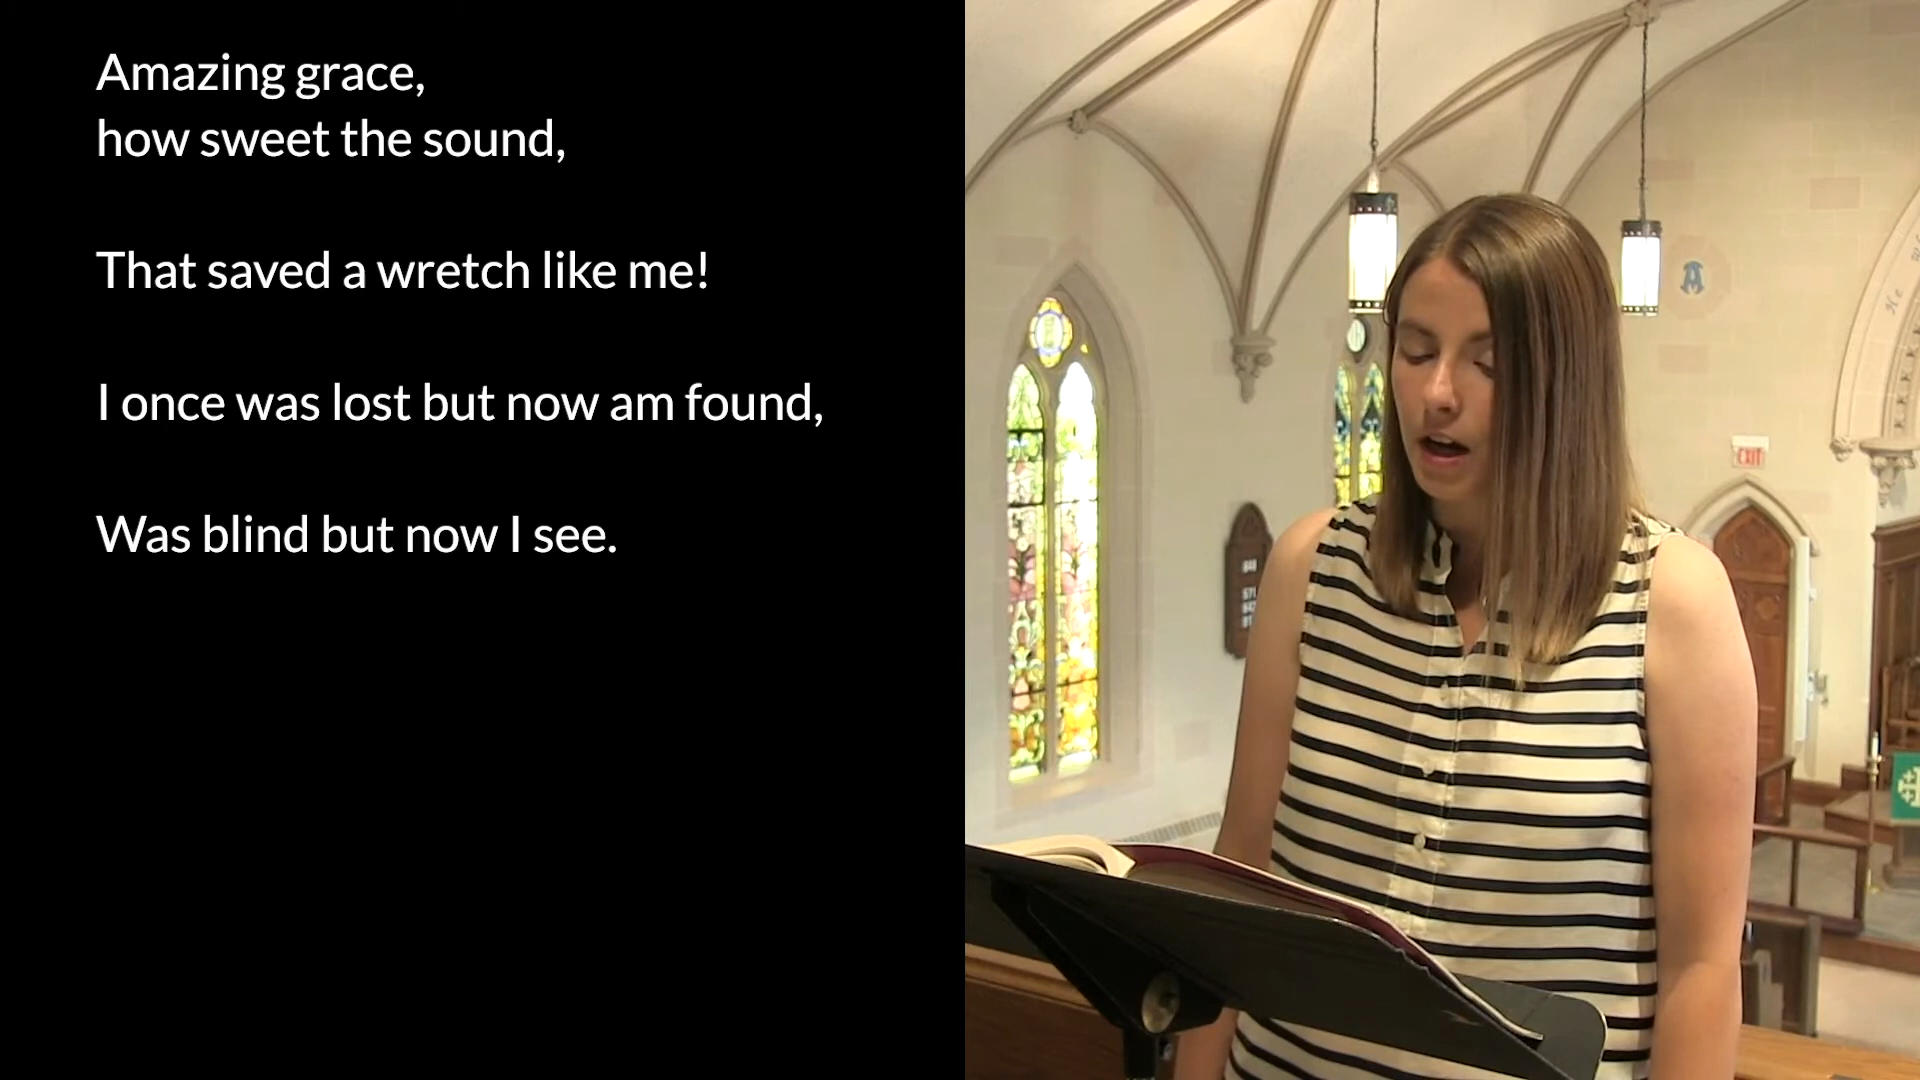 Amazing grace,
how sweet the sound,
That saved a wretch like me!
I once was lost but now am found,
Was blind but now I see.
A
He
EXIT